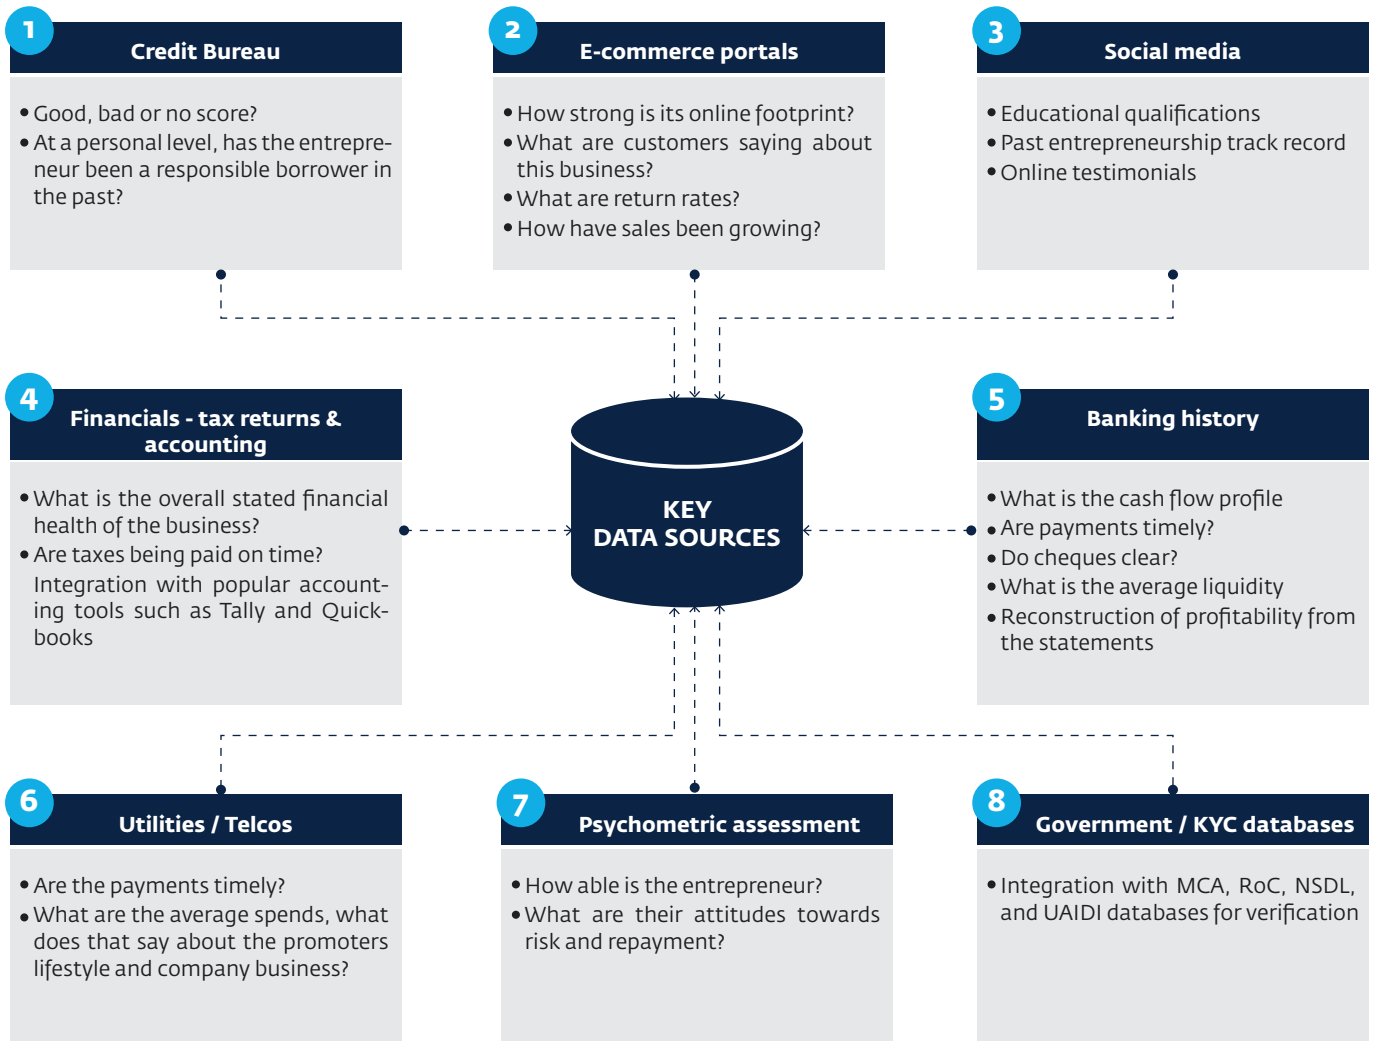 1
Credit Bureau
• Good, bad or no score?
• At a personal level, has the entrepre-
neur been a responsible borrower in
the past?
2
E-commerce portals
• How strong is its online footprint?
• What are customers saying about
this business?
• What are return rates?
• How have sales been growing?
3
Social media
• Educational qualifications
• Past entrepreneurship track record
• Online testimonials
4
Financials - tax returns &
accounting
• What is the overall stated financial
health of the business?
• Are taxes being paid on time?
Integration with popular account-
ing tools such as Tally and Quick-
books
KEY
DATA SOURCES
5
Banking history
• What is the cash flow profile
• Are payments timely?
• Do cheques clear?
• What is the average liquidity
• Reconstruction of profitability from
the statements
6
Utilities / Telcos
• Are the payments timely?
• What are the average spends, what
does that say about the promoters
lifestyle and company business?
7
Psychometric assessment
• How able is the entrepreneur?
• What are their attitudes towards
risk and repayment?
8
Government / KYC databases
• Integration with MCA, RoC, NSDL,
and UAIDI databases for verification